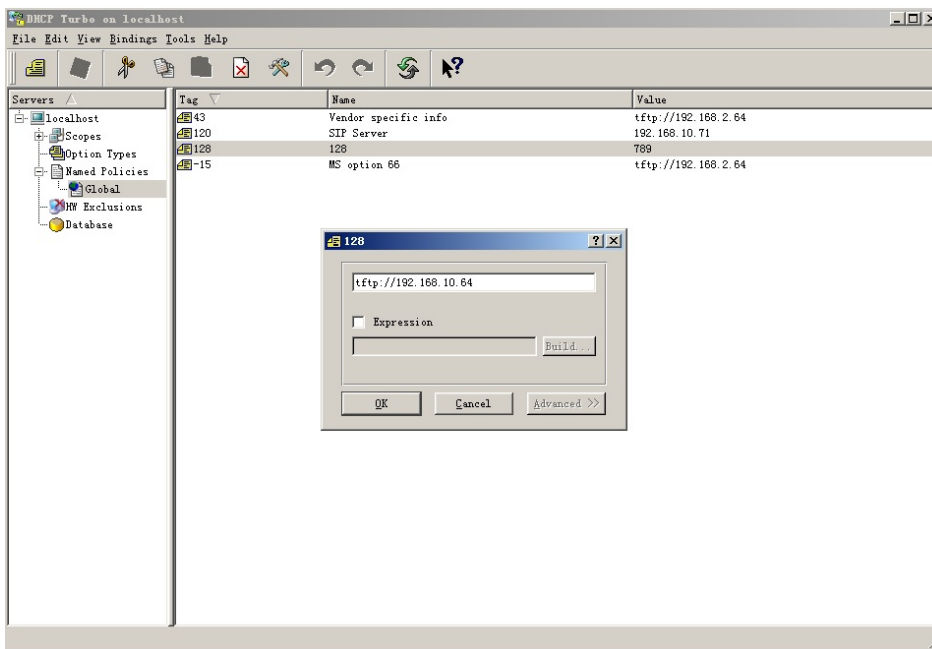 DHCP Turbo on localhost
File Edit View Bindings Tools Help
Servers
Tag Name Value
localhost
Scopes
Option Types
Named Policies
Global
HW Exclusions
Database
43 Vendor specific info tftp://192.168.2.64
120 SIP Server 192.168.10.71
128 128 789
-15 MS option 66 tftp://192.168.2.64
128
tftp://192.168.10.64
Expression
Build...
OK Cancel Advanced >>